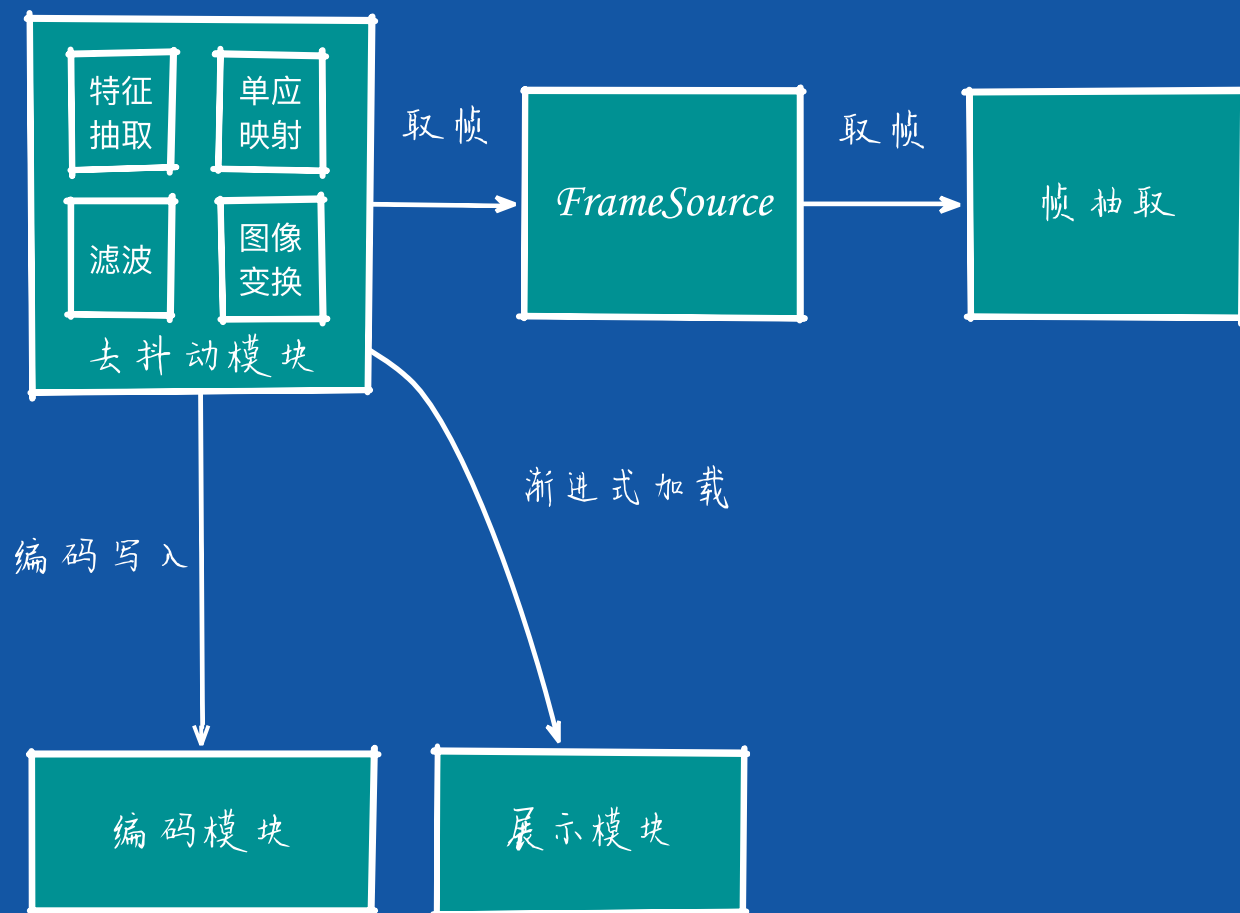 特征
抽取
单应
映射
滤波
图像
变换
去抖动模块
取帧
FrameSource
取帧
帧抽取
渐进式加载
编码写入
编码模块
展示模块